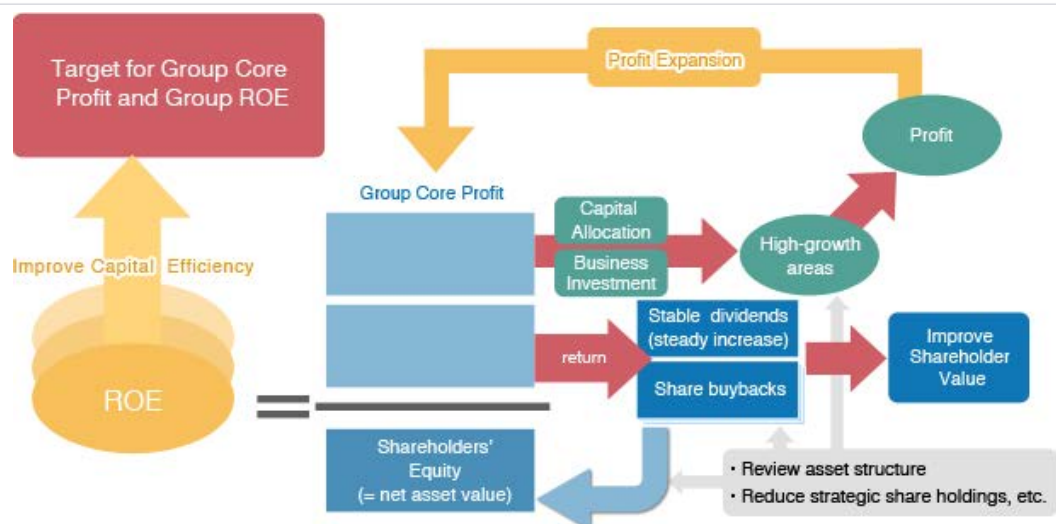 Target for Group Core
Profit and Group ROE
Profit Expansion
Profit
Group Core Profit
Capital
Allocation
Business
Investment
High-growth
areas
Improve Capital Efficiency
ROE
return
Stable dividends
(steady increase)
Share buybacks
Improve
Shareholder
Value
Shareholders'
Equity
(= net asset value)
・Review asset structure
・Reduce strategic share holdings, etc.